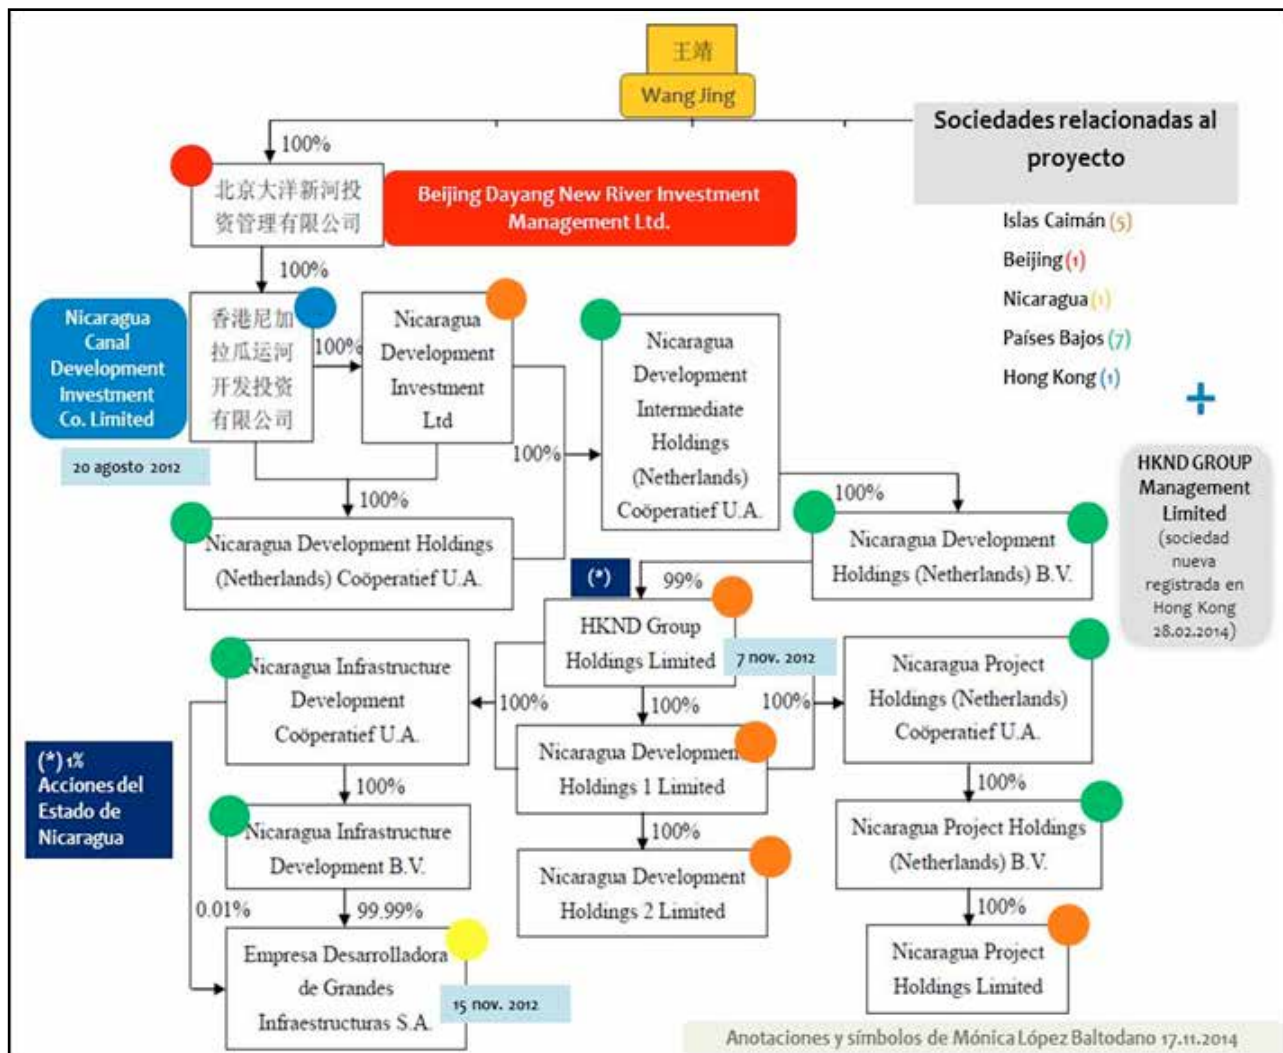 王靖
Wang Jing
Sociedades relacionadas al
proyecto
Islas Caimán (5)
Beijing (1)
Nicaragua (1)
Países Bajos (7)
Hong Kong (1)
+
HKND GROUP
Management
Limited
(sociedad
nueva
registrada en
Hong Kong
28.02.2014)
100%
北京大洋新河投
资管理有限公司
Beijing Dayang New River Investment
Management Ltd.
100%
Nicaragua
Canal
Development
Investment
Co. Limited
20 agosto 2012
香港尼加
拉瓜运河
开发投资
有限公司
100%
Nicaragua
Development
Investment
Ltd
100%
Nicaragua Development Holdings
(Netherlands) Coöperatief U.A.
100%
Nicaragua
Development
Intermediate
Holdings
(Netherlands)
Coöperatief U.A.
100%
Nicaragua Development
Holdings (Netherlands) B.V.
(*)
99%
HKND Group
Holdings Limited
7 nov. 2012
100%
100%
100%
Nicaragua Infrastructure
Development
Coöperatief U.A.
100%
Nicaragua Infrastructure
Development B.V.
0.01%
99.99%
Empresa Desarrolladora
de Grandes
Infraestructuras S.A.
15 nov. 2012
(*) 1%
Acciones del
Estado de
Nicaragua
Nicaragua Development
Holdings 1 Limited
100%
Nicaragua Development
Holdings 2 Limited
Nicaragua Project
Holdings (Netherlands)
Coöperatief U.A.
100%
Nicaragua Project Holdings
(Netherlands) B.V.
100%
Nicaragua Project
Holdings Limited
Anotaciones y símbolos de Mónica López Baltodano 17.11.2014